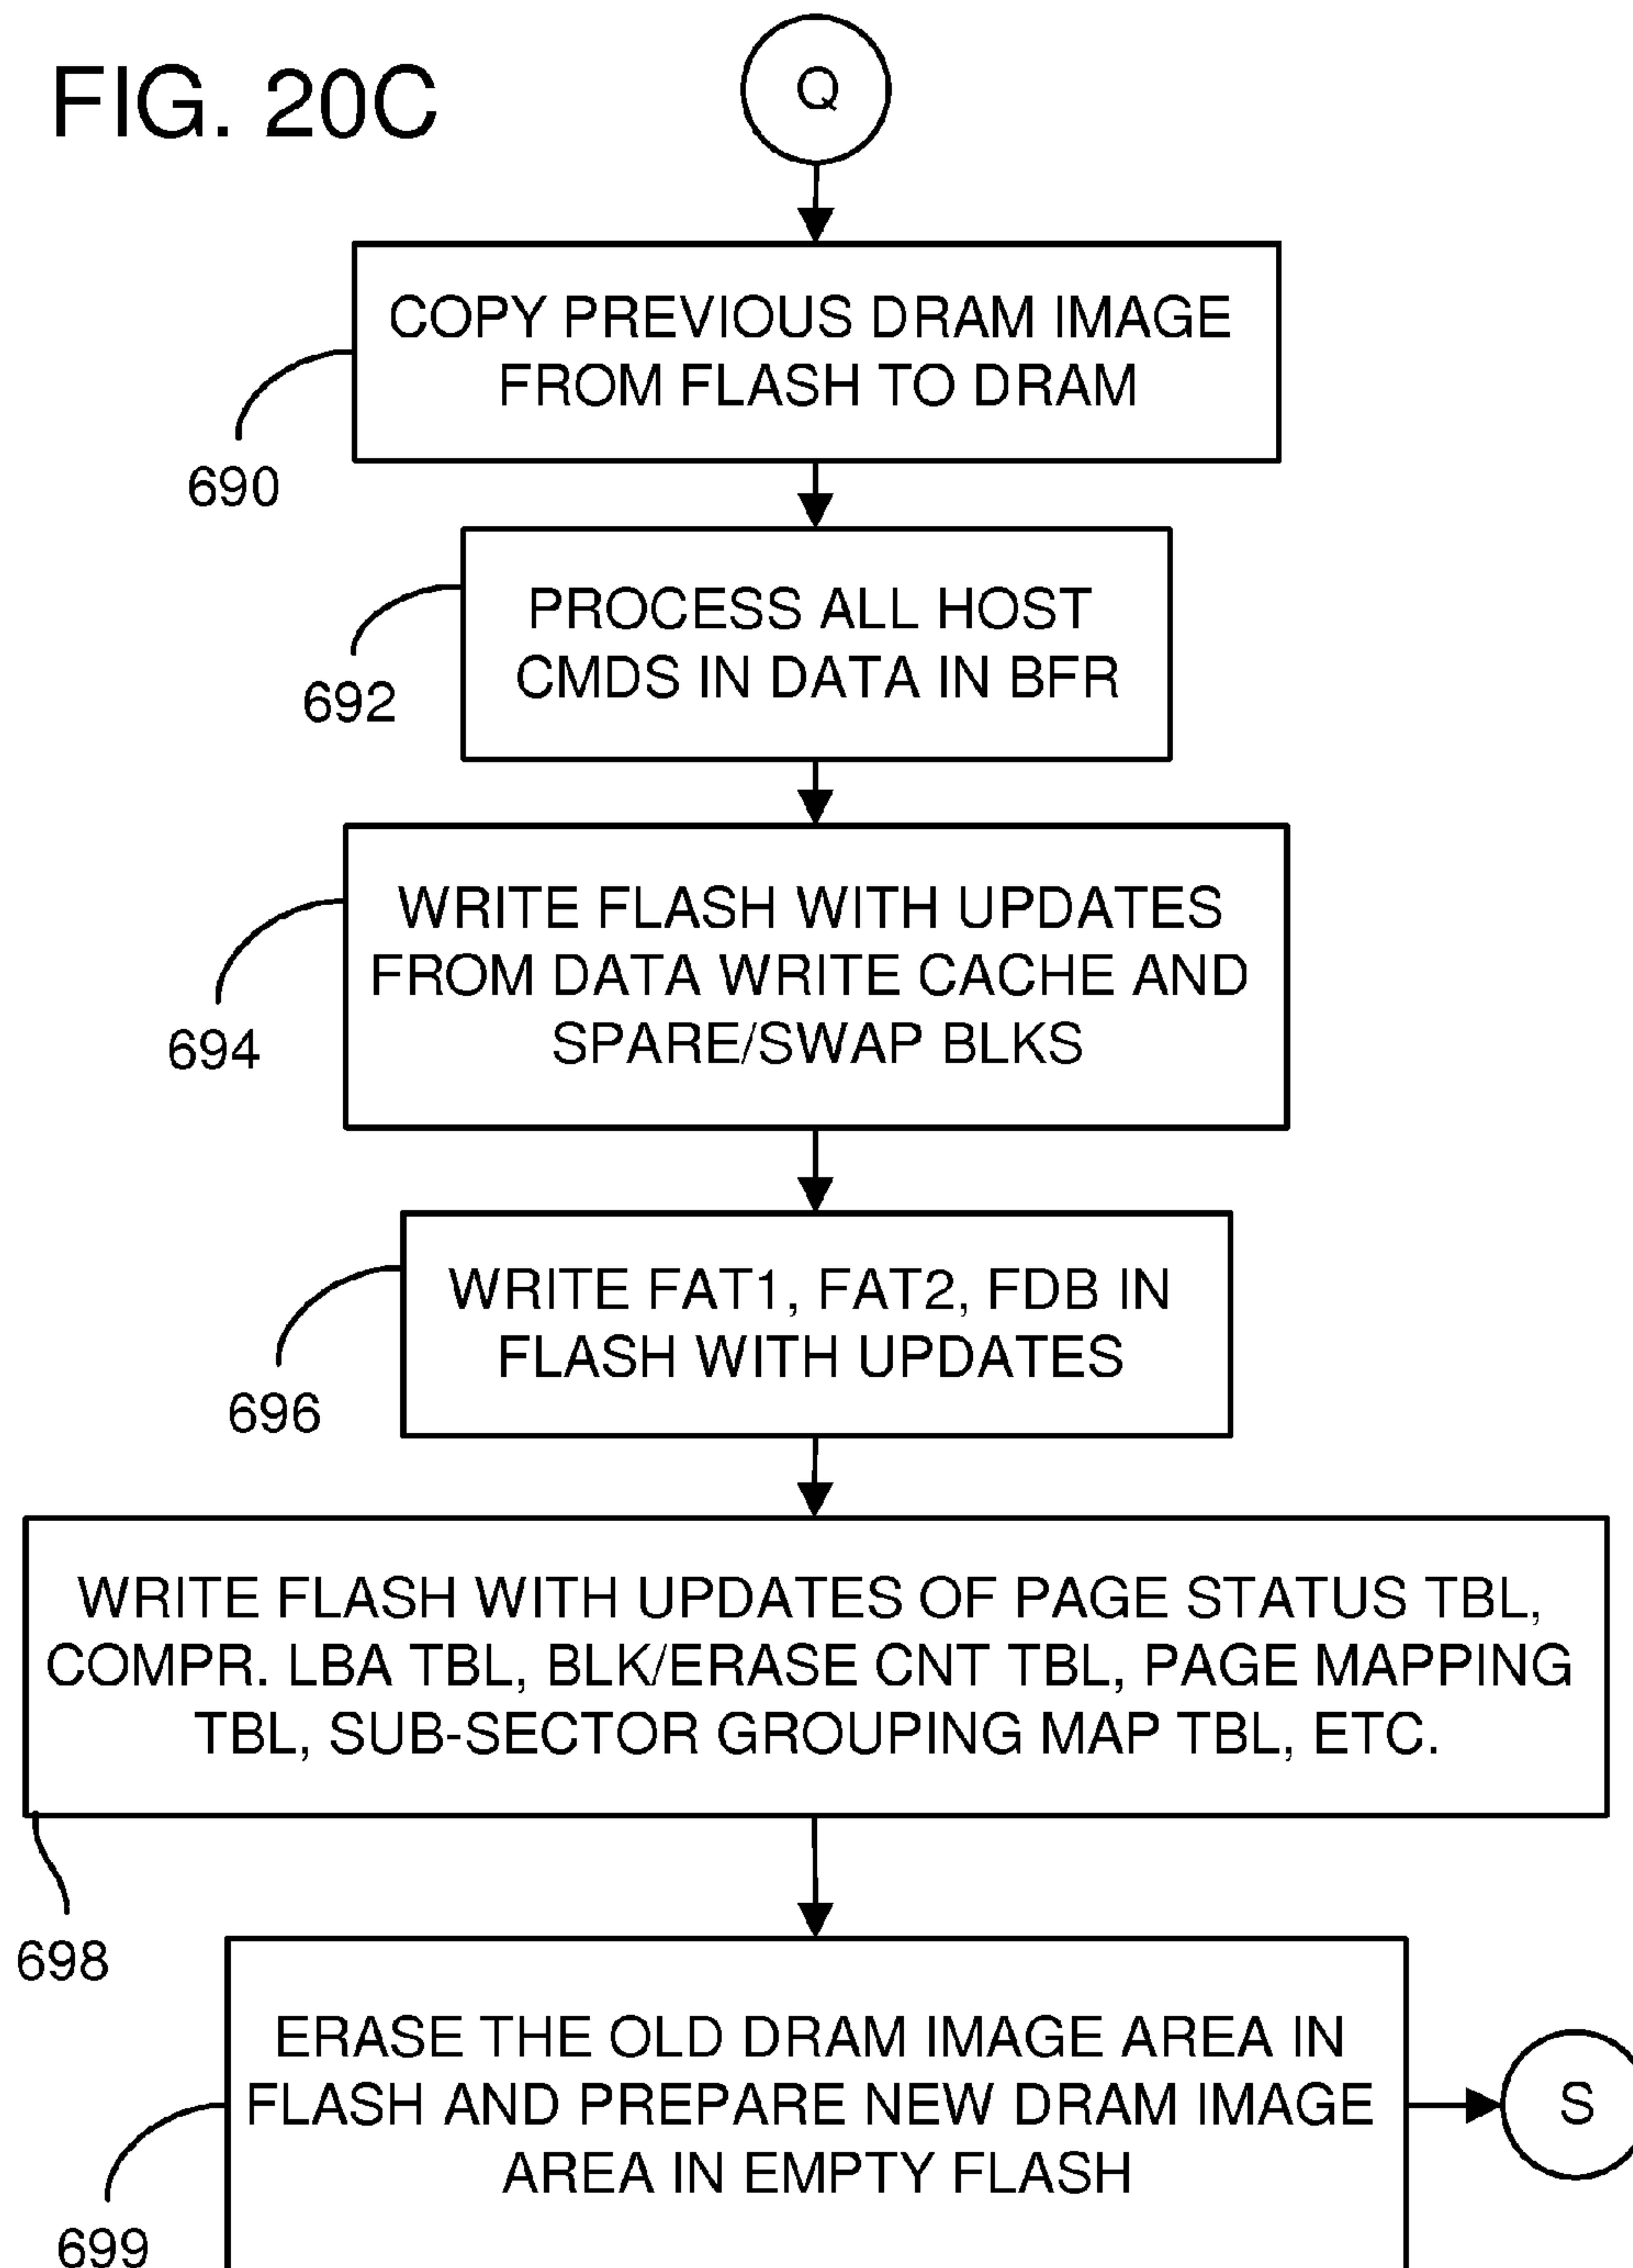 FIG. 20C
Q
COPY PREVIOUS DRAM IMAGE
FROM FLASH TO DRAM
690
PROCESS ALL HOST
CMDS IN DATA IN BFR
692
WRITE FLASH WITH UPDATES
FROM DATA WRITE CACHE AND
SPARE/SWAP BLKS
694
WRITE FAT1, FAT2, FDB IN
FLASH WITH UPDATES
696
WRITE FLASH WITH UPDATES OF PAGE STATUS TBL,
COMPR. LBA TBL, BLK/ERASE CNT TBL, PAGE MAPPING
TBL, SUB-SECTOR GROUPING MAP TBL, ETC.
698
ERASE THE OLD DRAM IMAGE AREA IN
FLASH AND PREPARE NEW DRAM IMAGE
AREA IN EMPTY FLASH
S
699